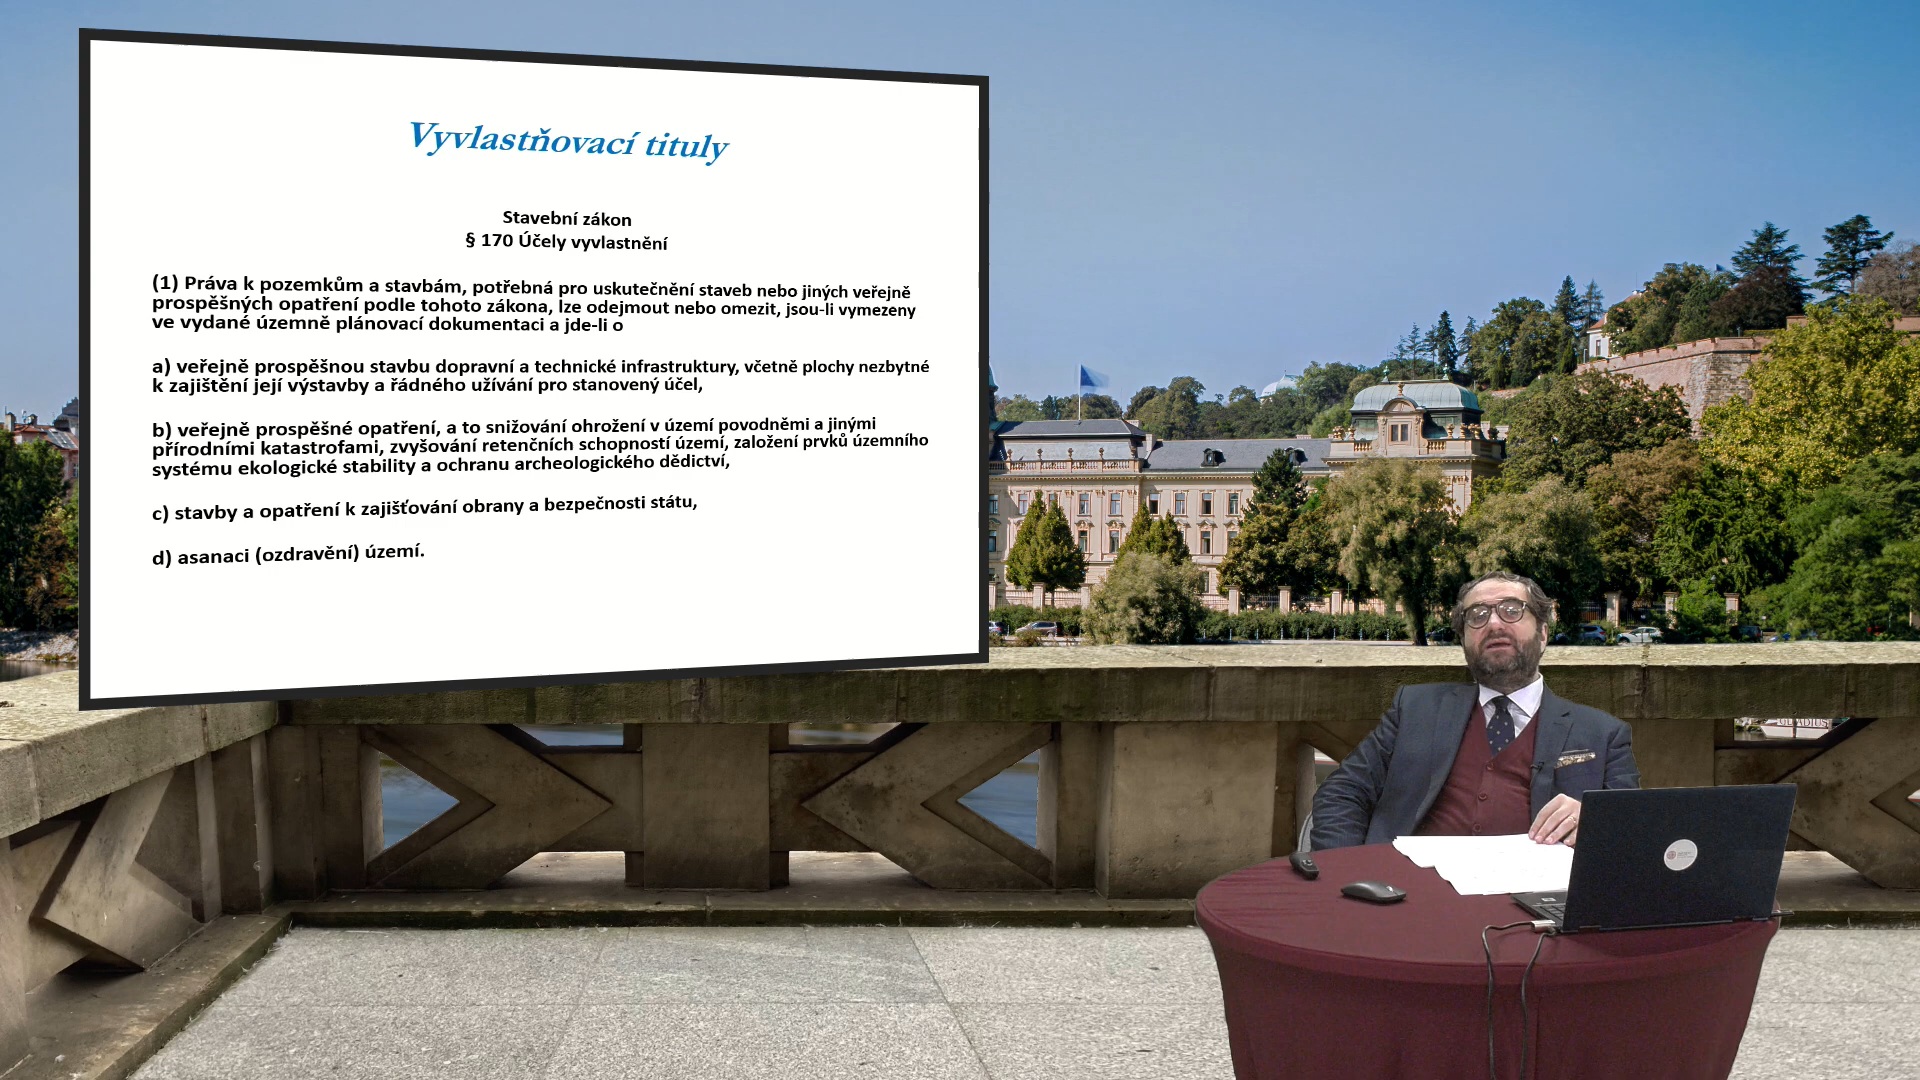 Vyvlastňovací tituly
Stavební zákon
§ 170 Účely vyvlastnění
(1) Práva k pozemkům a stavbám, potřebná pro uskutečnění staveb nebo jiných veřejně
prospěšných opatření podle tohoto zákona, lze odejmout nebo omezit, jsou-li vymezeny
ve vydané územně plánovací dokumentaci a jde-li o
a) veřejně prospěšnou stavbu dopravní a technické infrastruktury, včetně plochy nezbytné
k zajištění její výstavby a řádného užívání pro stanovený účel,
b) veřejně prospěšné opatření, a to snižování ohrožení v území povodněmi a jinými
přírodními katastrofami, zvyšování retenčních schopností území, založení prvků územního
systému ekologické stability a ochranu archeologického dědictví,
c) stavby a opatření k zajišťování obrany a bezpečnosti státu,
d) asanaci (ozdravění) území.